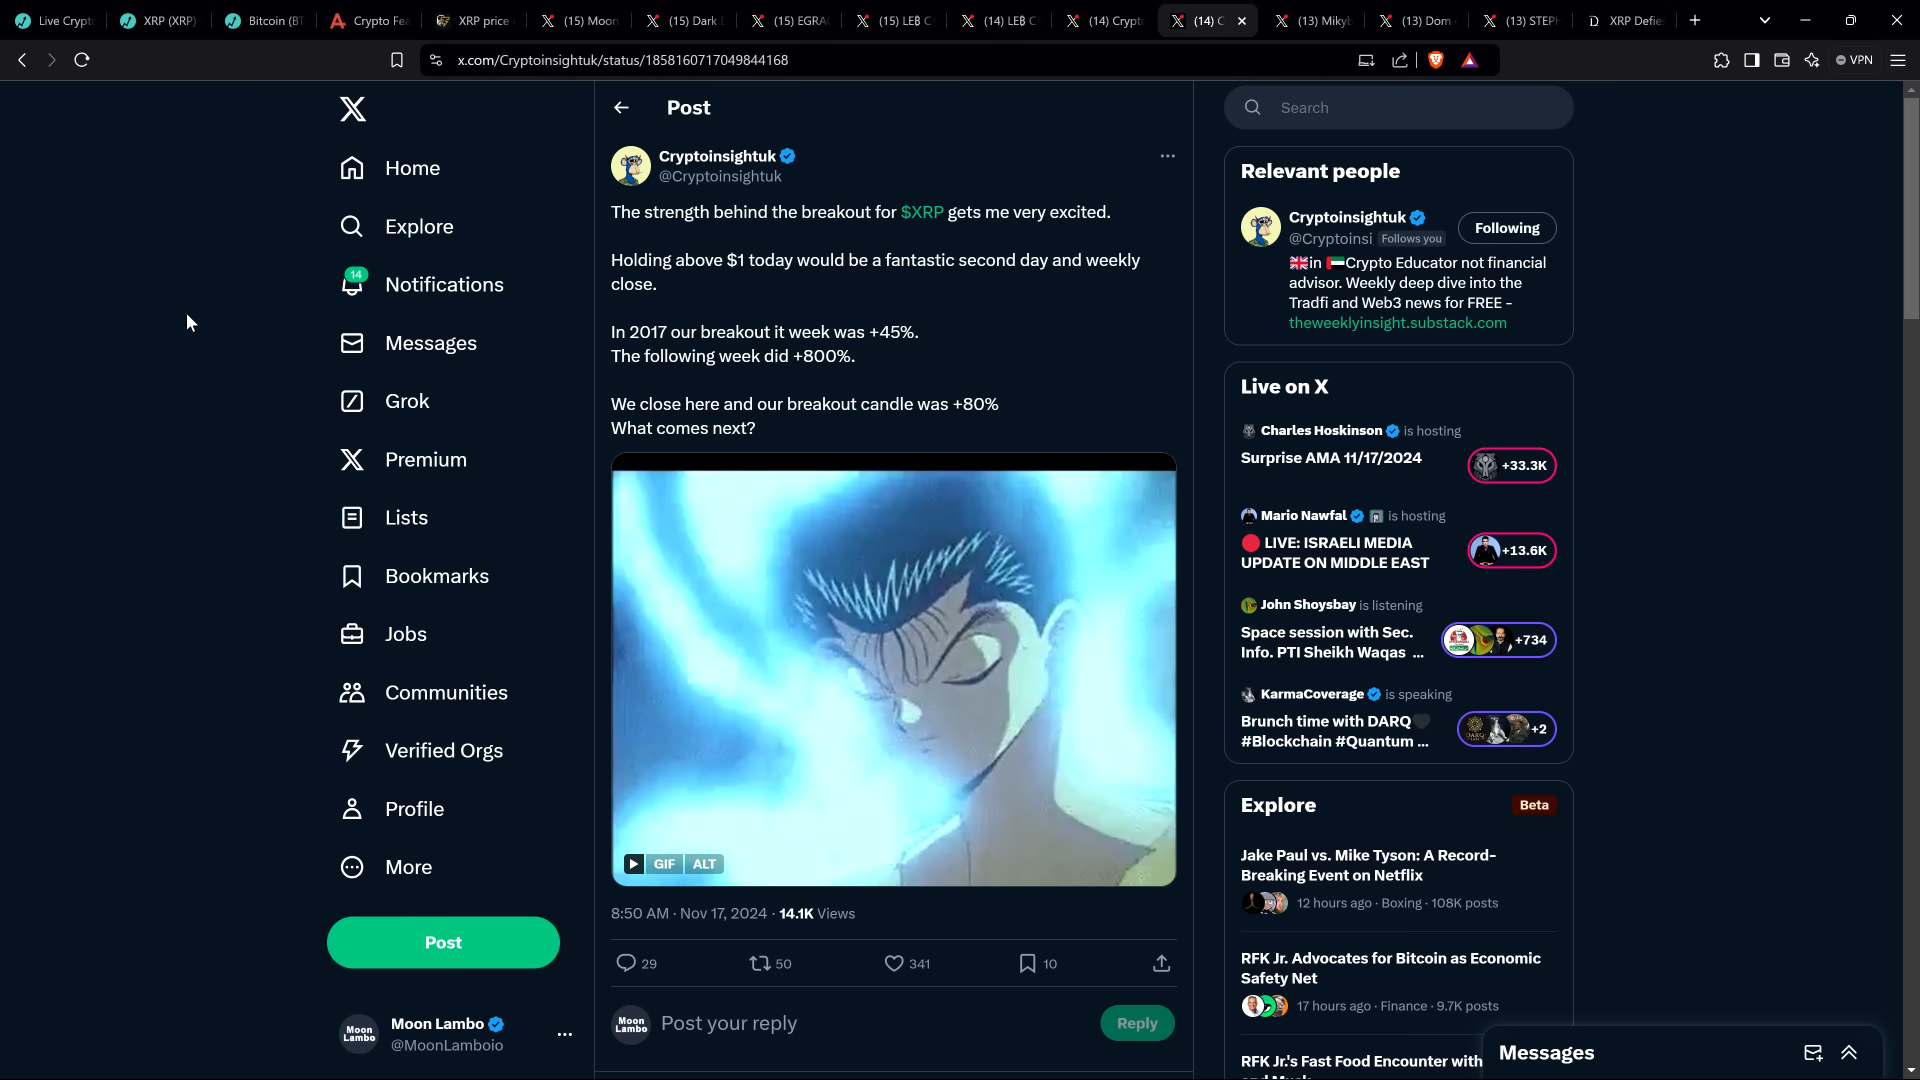 Live Crypt
XRP (XRP)
Bitcoin (BT
Crypto Fea
XRP price
(15) Moon
(15) Dark
(15) EGRA
(15) LEB C
(14) LEB C
(14) Crypt
(14) C
(13) Mikyb
(13) Dom
(13) STEPH
XRP Defie
x.com/Cryptoinsightuk/status/1858160717049844168
VPN
Home
Explore
14
Notifications
Messages
Grok
Premium
Lists
Bookmarks
Jobs
Communities
Verified Orgs
Profile
More
Post
Moon Lambo
Moon Lambo
@MoonLamboio
Post
Cryptoinsightuk
@Cryptoinsightuk
The strength behind the breakout for $XRP gets me very excited.
Holding above $1 today would be a fantastic second day and weekly
close.
In 2017 our breakout it week was +45%.
The following week did +800%.
We close here and our breakout candle was +80%
What comes next?
GIF ALT
8:50 AM · Nov 17, 2024 · 14.1K Views
29 50 341 10
Moon Lambo
Post your reply
Reply
Search
Relevant people
Cryptoinsightuk
@Cryptoinsi Follows you
Following
in Crypto Educator not financial
advisor. Weekly deep dive into the
Tradfi and Web3 news for FREE -
theweeklyinsight.substack.com
Live on X
Charles Hoskinson is hosting
Surprise AMA 11/17/2024
+33.3K
Mario Nawfal is hosting
LIVE: ISRAELI MEDIA
UPDATE ON MIDDLE EAST
+13.6K
John Shoysbay is listening
Space session with Sec.
Info. PTI Sheikh Waqas ...
+734
KarmaCoverage is speaking
Brunch time with DARQ
#Blockchain #Quantum ...
+2
Explore
Beta
Jake Paul vs. Mike Tyson: A Record-
Breaking Event on Netflix
12 hours ago · Boxing · 108K posts
RFK Jr. Advocates for Bitcoin as Economic
Safety Net
17 hours ago · Finance · 9.7K posts
RFK Jr.'s Fast Food Encounter with
Messages